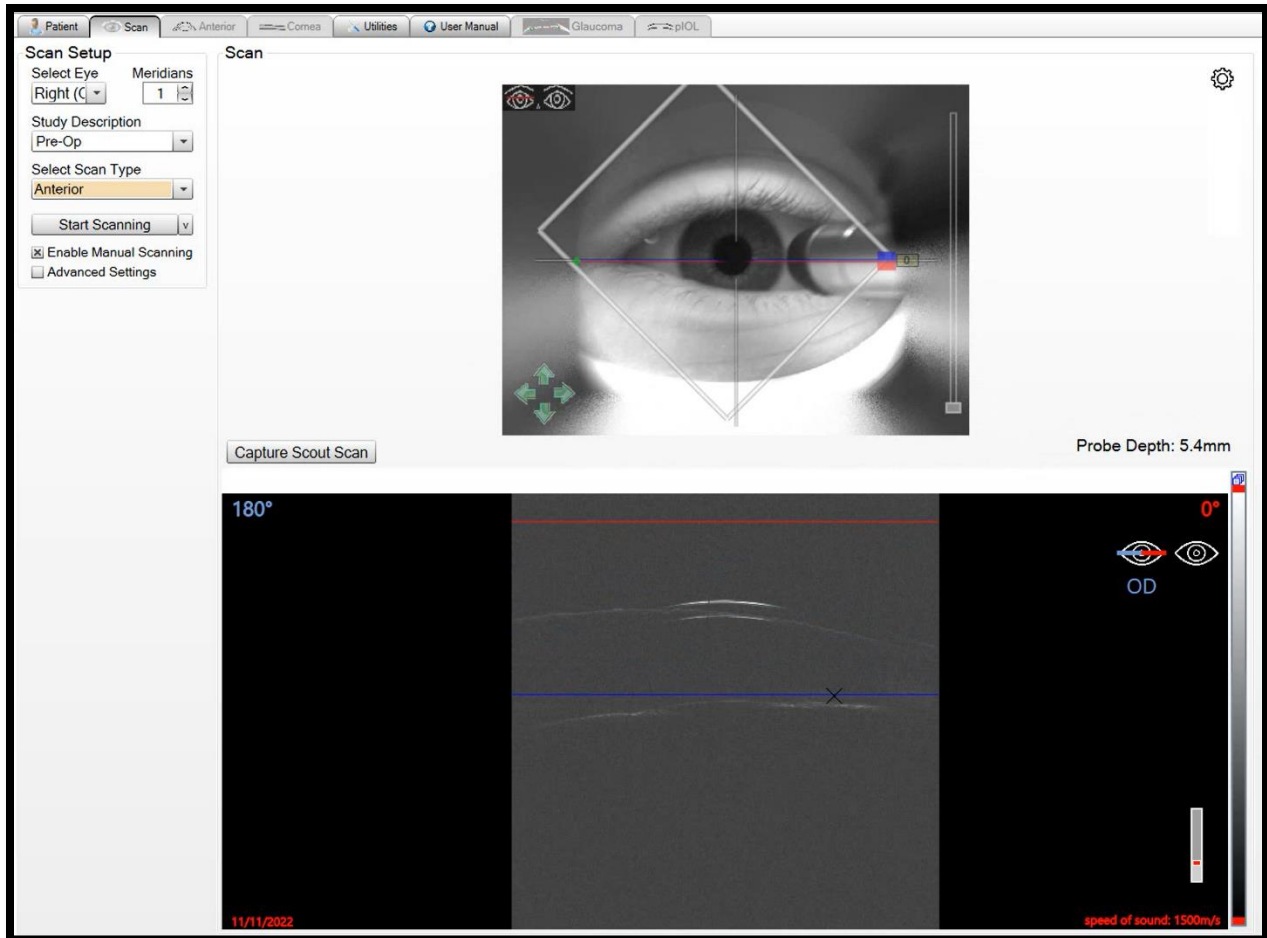 Patient
Scan
Anterior
Cornea
Utilities
User Manual
Glaucoma
pIOL
Scan Setup
Select Eye
Meridians
Right (C
1
Study Description
Pre-Op
Select Scan Type
Anterior
Start Scanning
v
Enable Manual Scanning
Advanced Settings
Scan
0
Capture Scout Scan
Probe Depth: 5.4mm
180°
0°
OD
11/11/2022
speed of sound: 1500m/s